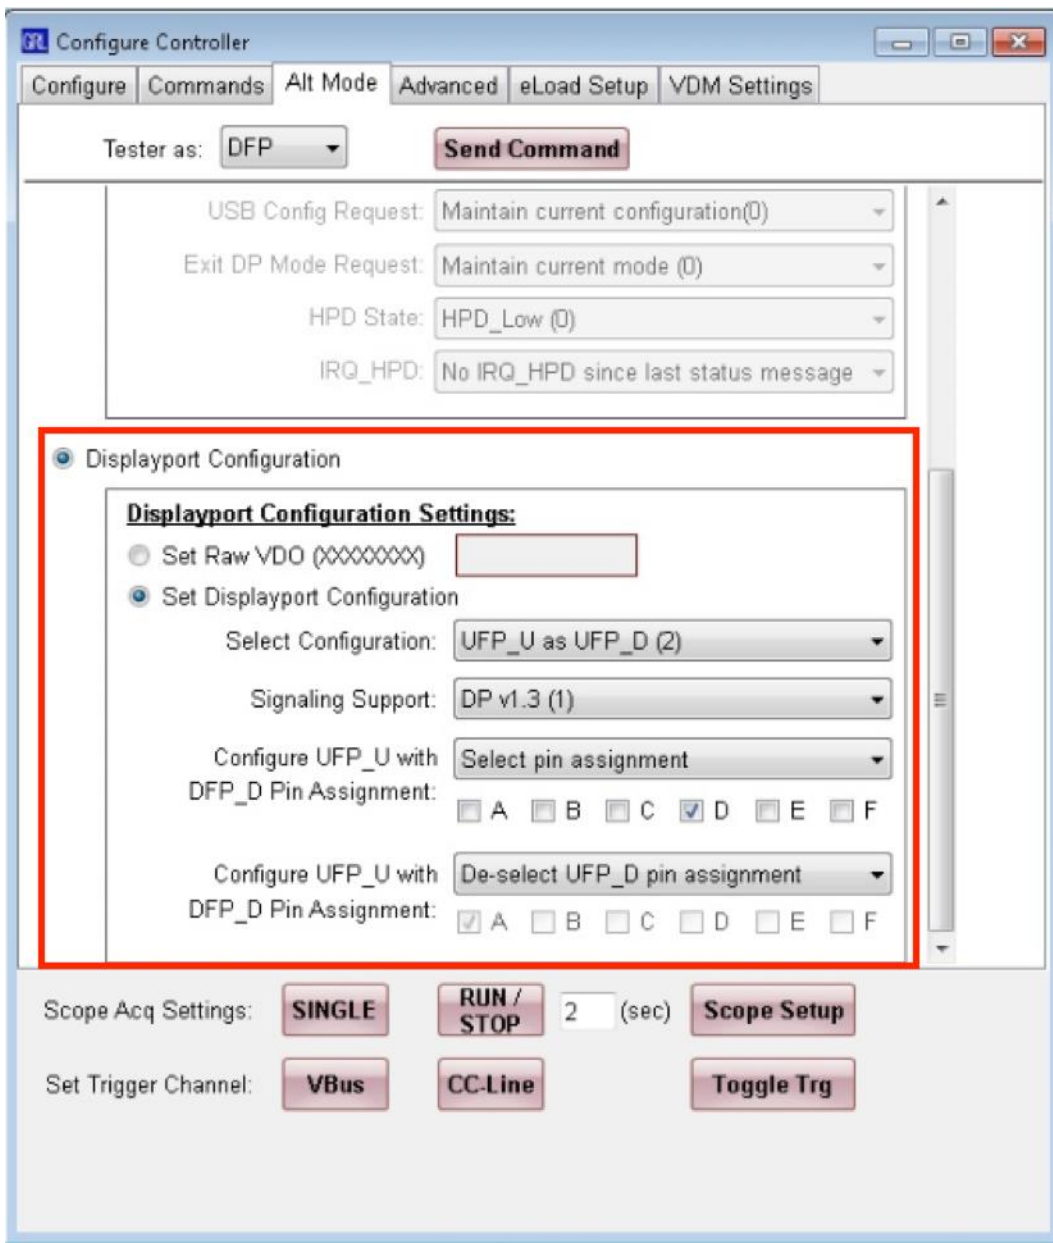 GRL Configure Controller
Configure Commands Alt Mode Advanced eLoad Setup VDM Settings
Tester as: DFP Send Command
USB Config Request: Maintain current configuration(0)
Exit DP Mode Request: Maintain current mode (0)
HPD State: HPD_Low (0)
IRQ_HPD: No IRQ_HPD since last status message
Displayport Configuration
Displayport Configuration Settings:
Set Raw VDO (XXXXXXXX)
Set Displayport Configuration
Select Configuration: UFP_U as UFP_D (2)
Signaling Support: DP v1.3 (1)
Configure UFP_U with Select pin assignment
DFP_D Pin Assignment:
A B C D E F
Configure UFP_U with De-select UFP_D pin assignment
DFP_D Pin Assignment:
A B C D E F
Scope Acq Settings: SINGLE RUN / STOP 2 (sec) Scope Setup
Set Trigger Channel: VBus CC-Line Toggle Trg